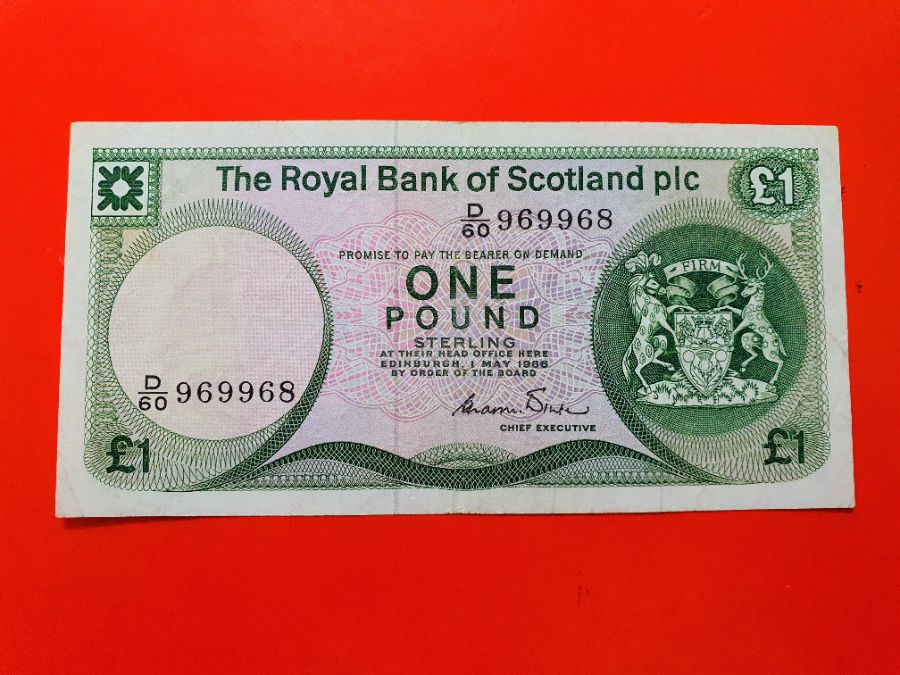 The Royal Bank of Scotland plc
£1
D/60 969968
PROMISE TO PAY THE BEARER ON DEMAND
ONE
POUND
STERLING
AT THEIR HEAD OFFICE HERE
EDINBURGH, 1 MAY 1986
BY ORDER OF THE BOARD
FIRM
D/60 969968
CHIEF EXECUTIVE
£1
£1